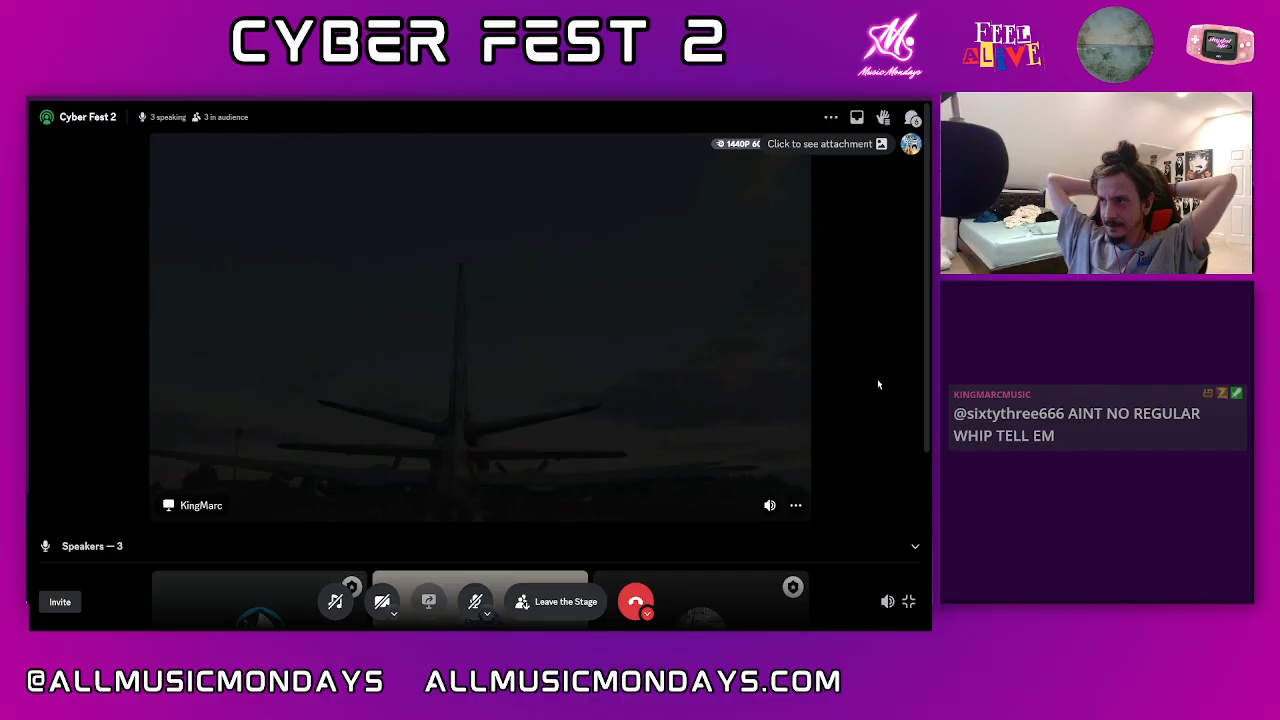 CYBER FEST 2
Music Mondays
FEEL
ALIVE
Cyber Fest 2
3 speaking
3 in audience
6
1440P 60
Click to see attachment
KINGMARCMUSIC
@sixtythree666 AINT NO REGULAR
WHIP TELL EM
KingMarc
Speakers — 3
Invite
Leave the Stage
@ALLMUSICMONDAYS
ALLMUSICMONDAYS.COM